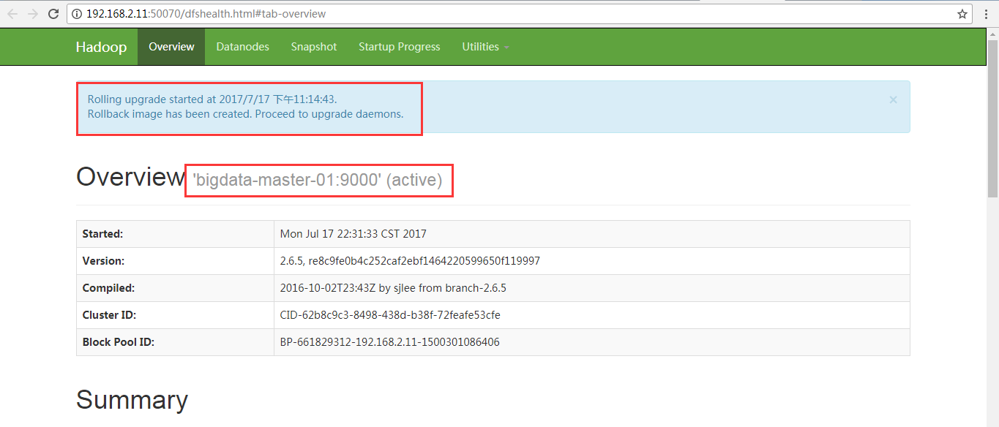 192.168.2.11:50070/dfshealth.html#tab-overview
Hadoop Overview Datanodes Snapshot Startup Progress Utilities
Rolling upgrade started at 2017/7/17 下午11:14:43.
Rollback image has been created. Proceed to upgrade daemons.
×
Overview 'bigdata-master-01:9000' (active)
Started: Mon Jul 17 22:31:33 CST 2017
Version: 2.6.5, re8c9fe0b4c252caf2ebf1464220599650f119997
Compiled: 2016-10-02T23:43Z by sjlee from branch-2.6.5
Cluster ID: CID-62b8c9c3-8498-438d-b38f-72feafe53cfe
Block Pool ID: BP-661829312-192.168.2.11-1500301086406
Summary